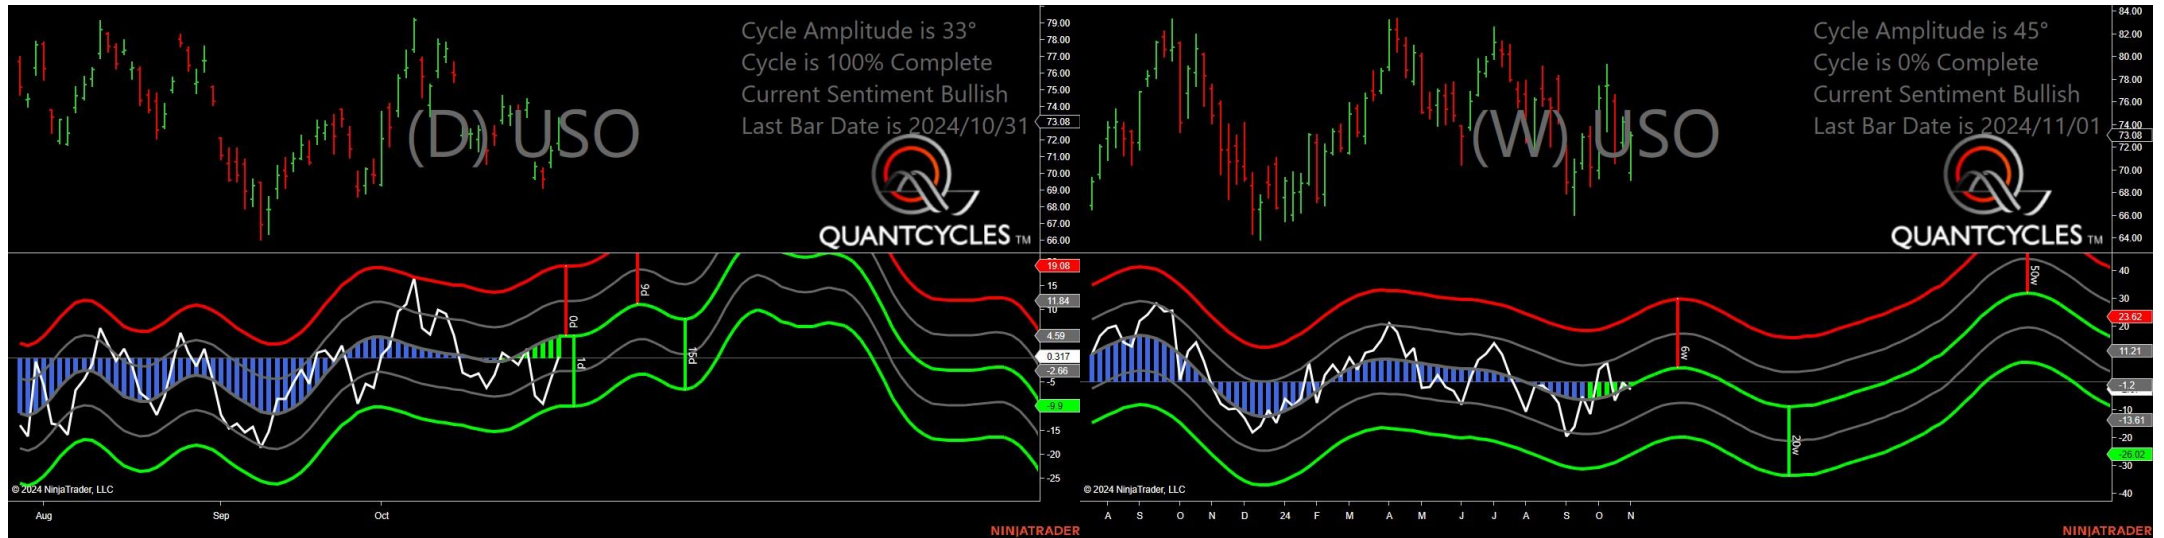 Cycle Amplitude is 33°
Cycle is 100% Complete
Current Sentiment Bullish
Last Bar Date is 2024/10/31
(D) USO
QUANTCYCLES TM
79.00
78.00
77.00
76.00
75.00
74.00
73.08
72.00
71.00
70.00
69.00
68.00
67.00
66.00
19.08
15
11.84
10
4.59
0.317
-2.66
-5
-9.9
-15
-20
-25
0d
1d
9d
15d
© 2024 NinjaTrader, LLC
Aug
Sep
Oct
NINJATRADER
Cycle Amplitude is 45°
Cycle is 0% Complete
Current Sentiment Bullish
Last Bar Date is 2024/11/01
(W) USO
QUANTCYCLES TM
84.00
82.00
80.00
78.00
76.00
74.00
73.08
72.00
70.00
68.00
66.00
64.00
40
30
23.62
20
11.21
-1.2
-10
-13.61
-20
-26.02
-30
-40
6w
20w
50w
© 2024 NinjaTrader, LLC
A S O N D 24 F M A M J J A S O N
NINJATRADER